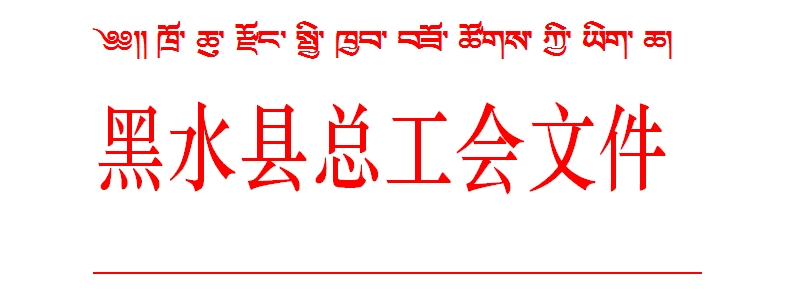 ༄༅།། ཁྲོ་ ཆུ་ རྫོང་ སྤྱི་ ཁྱབ་ བཟོ་ ཚོགས་ ཀྱི་ ཡིག་ ཆ།
黑水县总工会文件